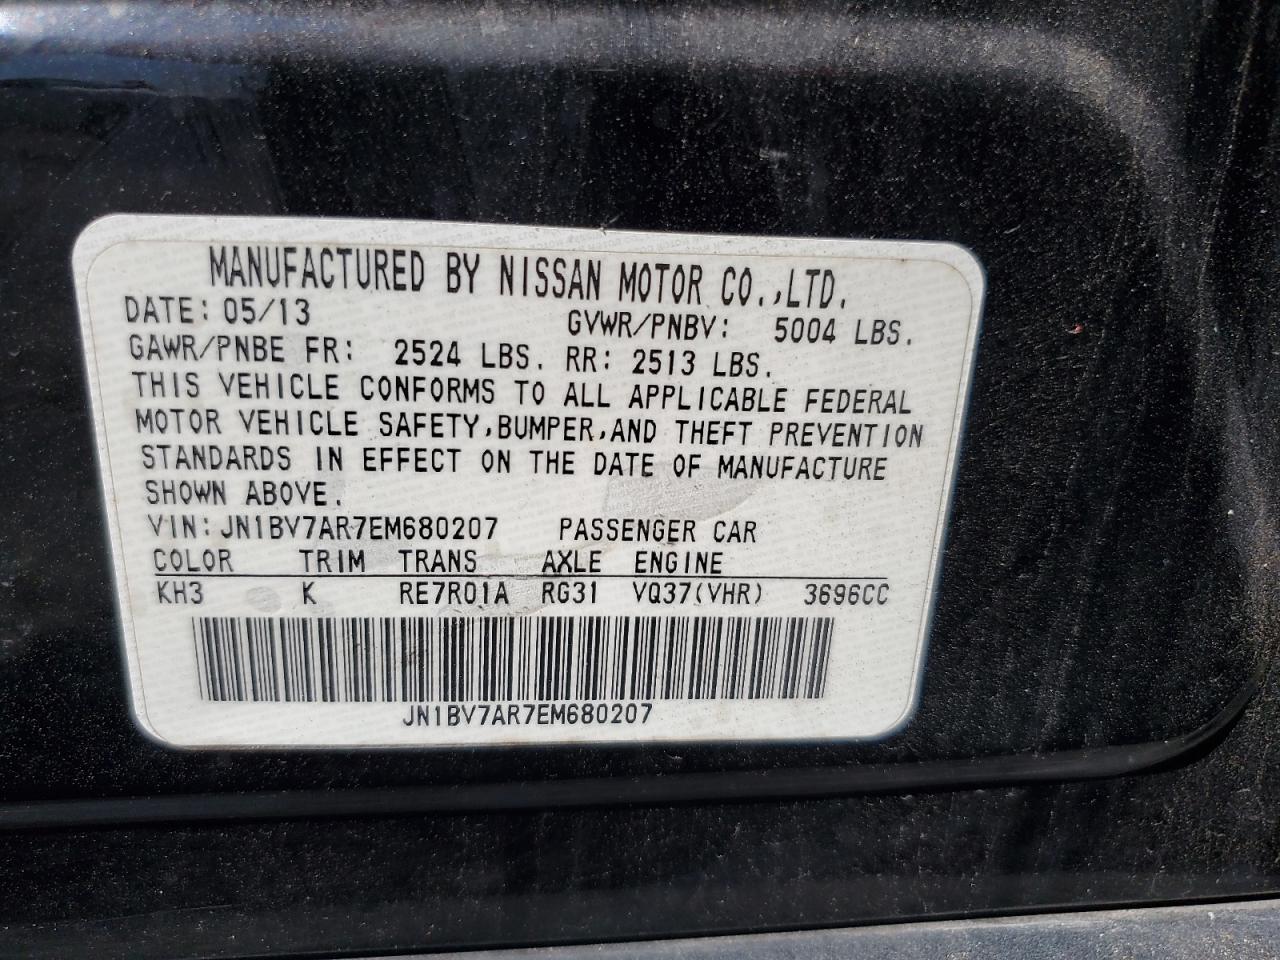 MANUFACTURED BY NISSAN MOTOR CO.,LTD.
DATE: 05/13 GVWR/PNBV: 5004 LBS.
GAWR/PNBE FR: 2524 LBS. RR: 2513 LBS.
THIS VEHICLE CONFORMS TO ALL APPLICABLE FEDERAL
MOTOR VEHICLE SAFETY,BUMPER,AND THEFT PREVENTION
STANDARDS IN EFFECT ON THE DATE OF MANUFACTURE
SHOWN ABOVE.
VIN: JN1BV7AR7EM680207 PASSENGER CAR
COLOR TRIM TRANS AXLE ENGINE
KH3 K RE7R01A RG31 VQ37(VHR) 3696CC
JN1BV7AR7EM680207